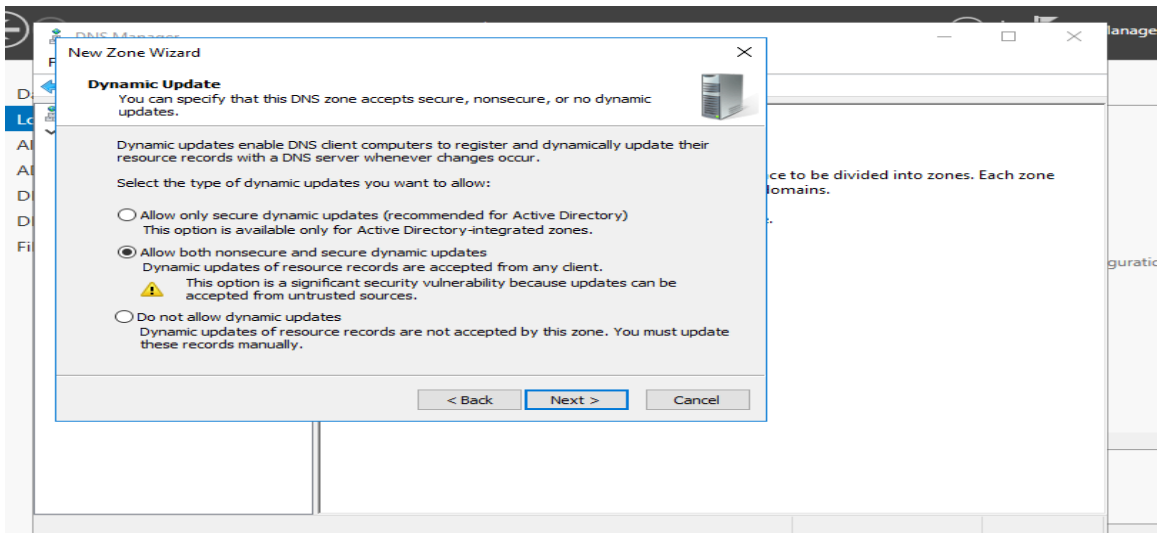 DNS Manager
New Zone Wizard
Dynamic Update
You can specify that this DNS zone accepts secure, nonsecure, or no dynamic
updates.
Dynamic updates enable DNS client computers to register and dynamically update their
resource records with a DNS server whenever changes occur.
Select the type of dynamic updates you want to allow:
Allow only secure dynamic updates (recommended for Active Directory)
This option is available only for Active Directory-integrated zones.
Allow both nonsecure and secure dynamic updates
Dynamic updates of resource records are accepted from any client.
This option is a significant security vulnerability because updates can be
accepted from untrusted sources.
Do not allow dynamic updates
Dynamic updates of resource records are not accepted by this zone. You must update
these records manually.
< Back
Next >
Cancel
ce to be divided into zones. Each zone
domains.